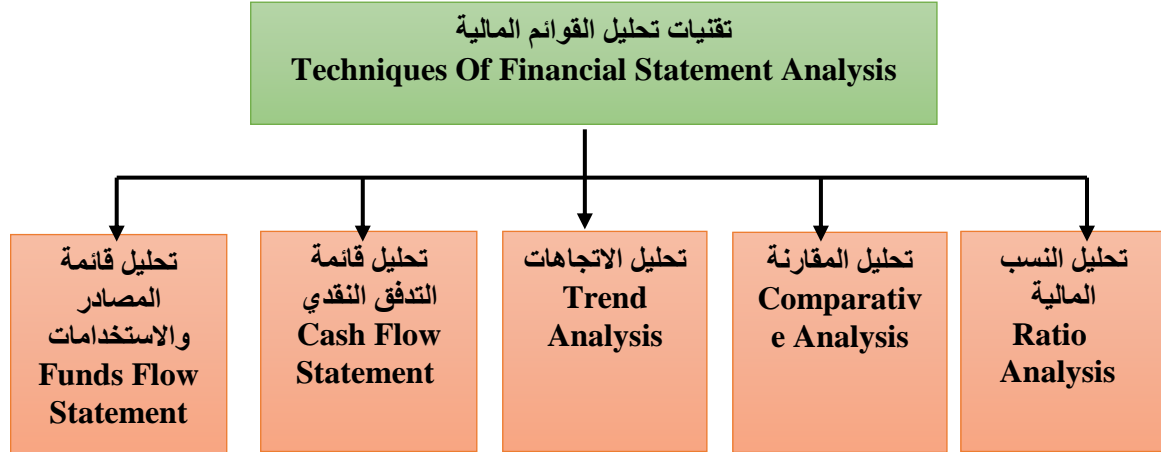 تقنيات تحليل القوائم المالية
Techniques Of Financial Statement Analysis
تحليل النسب
المالية
Ratio
Analysis
تحليل المقارنة
Comparativ
e Analysis
تحليل الاتجاهات
Trend
Analysis
تحليل قائمة
التدفق النقدي
Cash Flow
Statement
تحليل قائمة
المصادر
والاستخدامات
Funds Flow
Statement